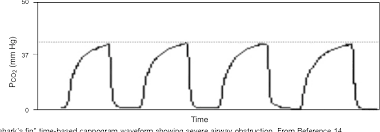 50
37
0
Pco₂ (mm Hg)
Time
shark's fin" time-based capnogram waveform showing severe airway obstruction. From Reference 14